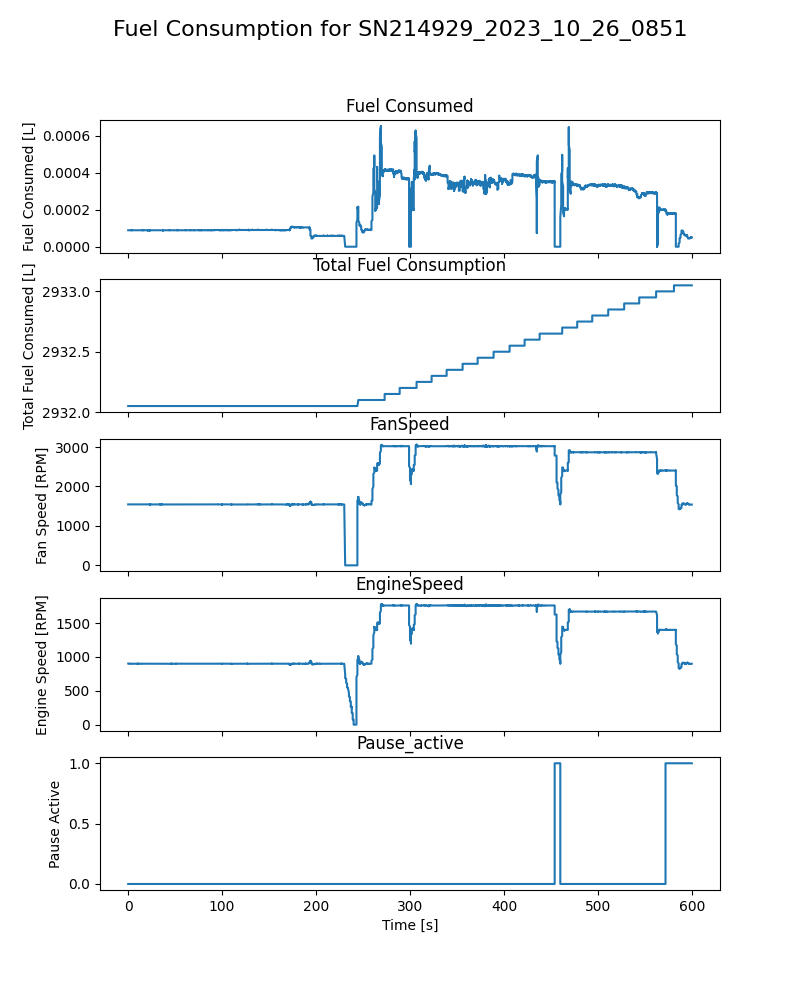 Fuel Consumption for SN214929_2023_10_26_0851
Fuel Consumed
Fuel Consumed [L]
0.0006
0.0004
0.0002
0.0000
Total Fuel Consumption
Total Fuel Consumed [L]
2933.0
2932.5
2932.0
FanSpeed
Fan Speed [RPM]
3000
2000
1000
0
EngineSpeed
Engine Speed [RPM]
1500
1000
500
0
Pause_active
Pause Active
1.0
0.5
0.0
0 100 200 300 400 500 600
Time [s]